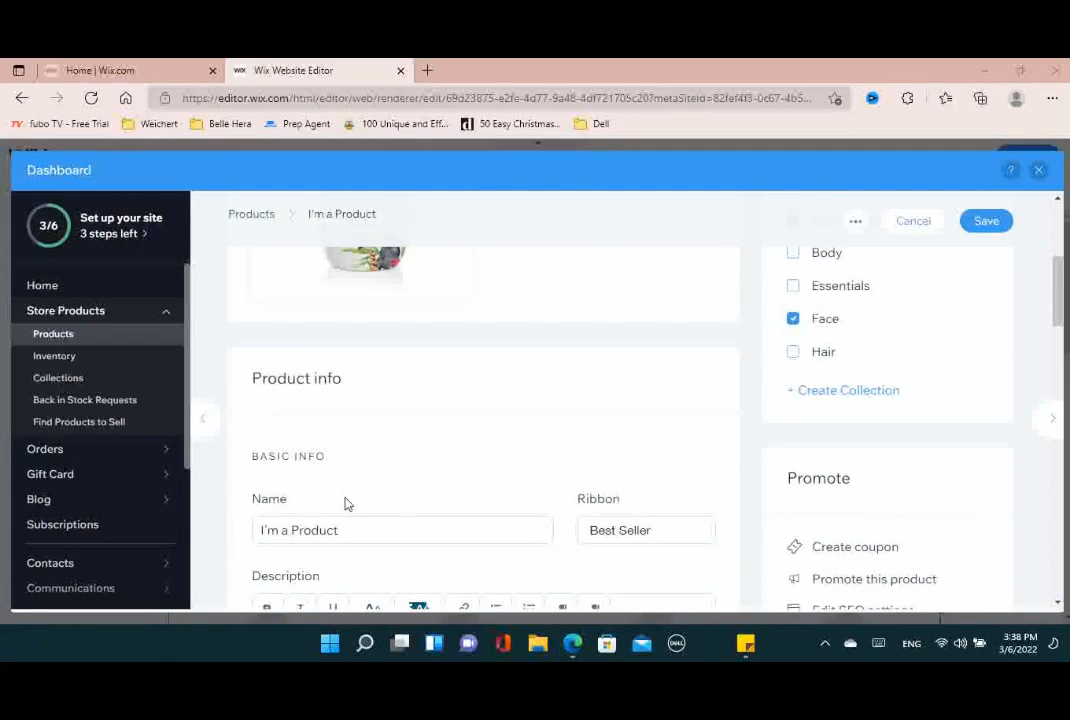 Home | Wix.com
WIX Wix Website Editor
https://editor.wix.com/html/editor/web/renderer/edit/69d23875-e2fe-4d77-9a48-4df721705c20?metaSiteId=82fef4f3-0c67-4b5...
fubo TV - Free Trial
Weichert
Belle Hera
Prep Agent
100 Unique and Eff...
50 Easy Christmas...
Dell
Dashboard
?
3/6
Set up your site
3 steps left >
Home
Store Products
Products
Inventory
Collections
Back in Stock Requests
Find Products to Sell
Orders
Gift Card
Blog
Subscriptions
Contacts
Communications
Products > I'm a Product
Cancel
Save
Product info
BASIC INFO
Name
I'm a Product
Ribbon
Best Seller
Description
Body
Essentials
Face
Hair
+ Create Collection
Promote
Create coupon
Promote this product
Edit SEO settings
DELL
ENG
3:38 PM
3/6/2022